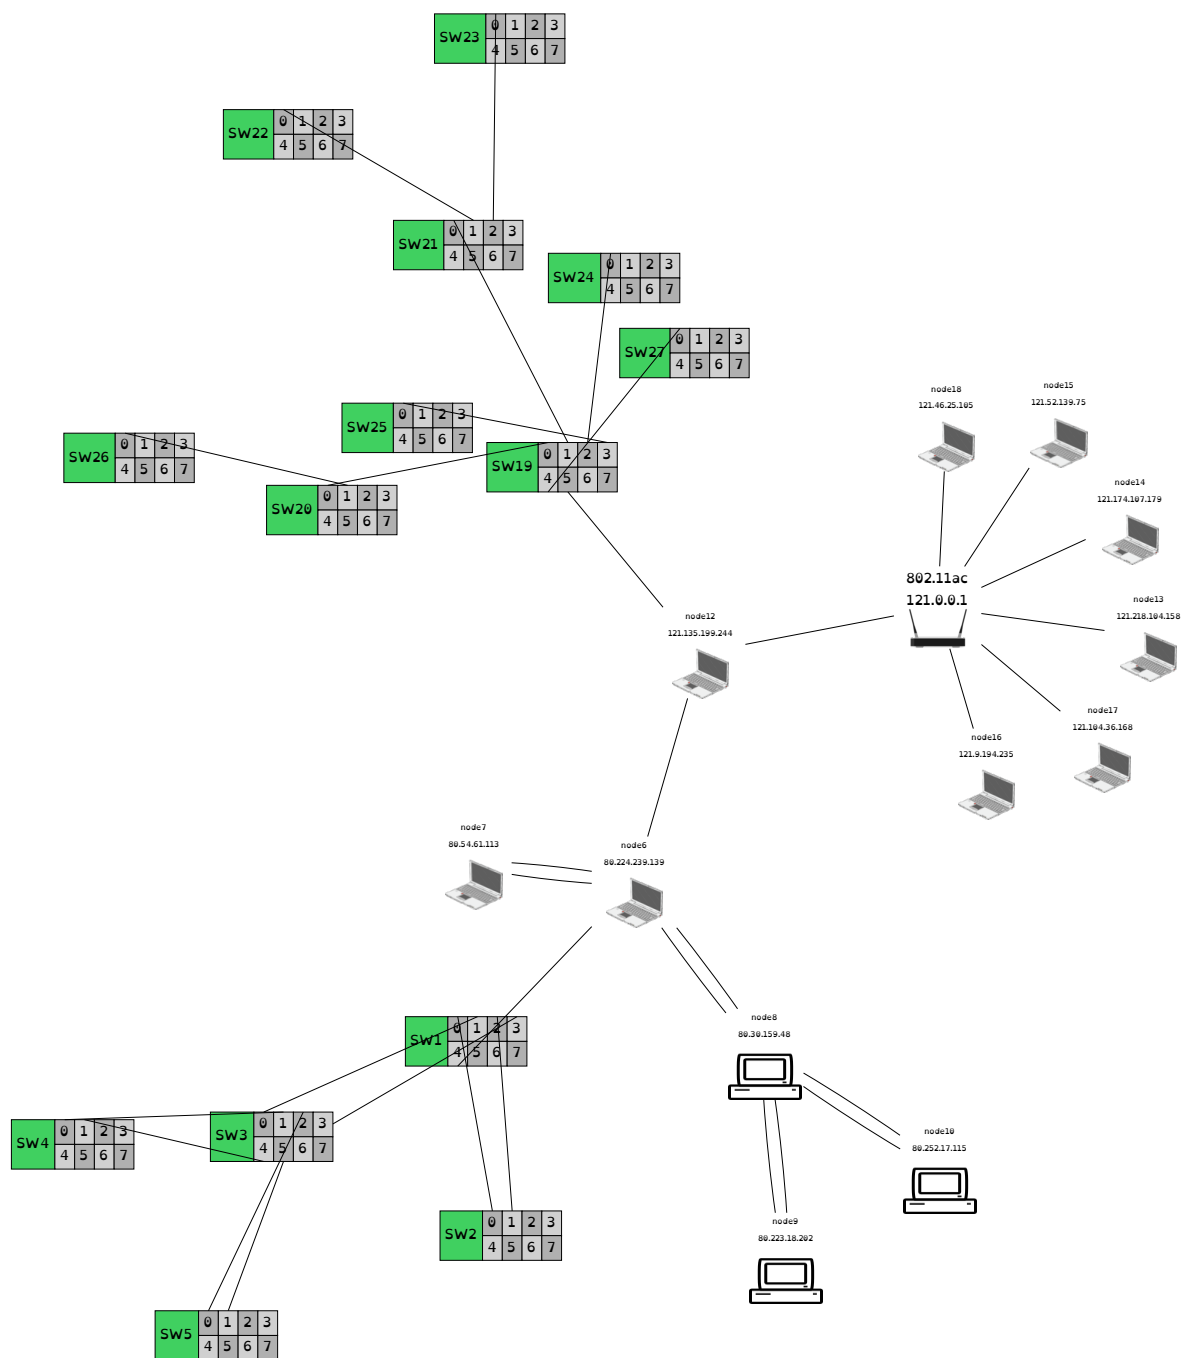 SW23 0 1 2 3
4 5 6 7
SW22 0 1 2 3
4 5 6 7
SW21 0 1 2 3
4 5 6 7
SW24 0 1 2 3
4 5 6 7
SW27 0 1 2 3
4 5 6 7
SW25 0 1 2 3
4 5 6 7
SW26 0 1 2 3
4 5 6 7
SW19 0 1 2 3
4 5 6 7
SW20 0 1 2 3
4 5 6 7
node18
121.46.25.105
node15
121.52.139.75
node14
121.174.107.179
802.11ac
121.0.0.1
node13
121.218.104.158
node12
121.135.199.244
node17
121.104.36.168
node16
121.9.194.235
node7
80.54.61.113
node6
80.224.239.139
node8
80.30.159.48
SW1 0 1 2 3
4 5 6 7
SW3 0 1 2 3
4 5 6 7
SW4 0 1 2 3
4 5 6 7
node10
80.252.17.115
SW2 0 1 2 3
4 5 6 7
node9
80.223.18.202
SW5 0 1 2 3
4 5 6 7